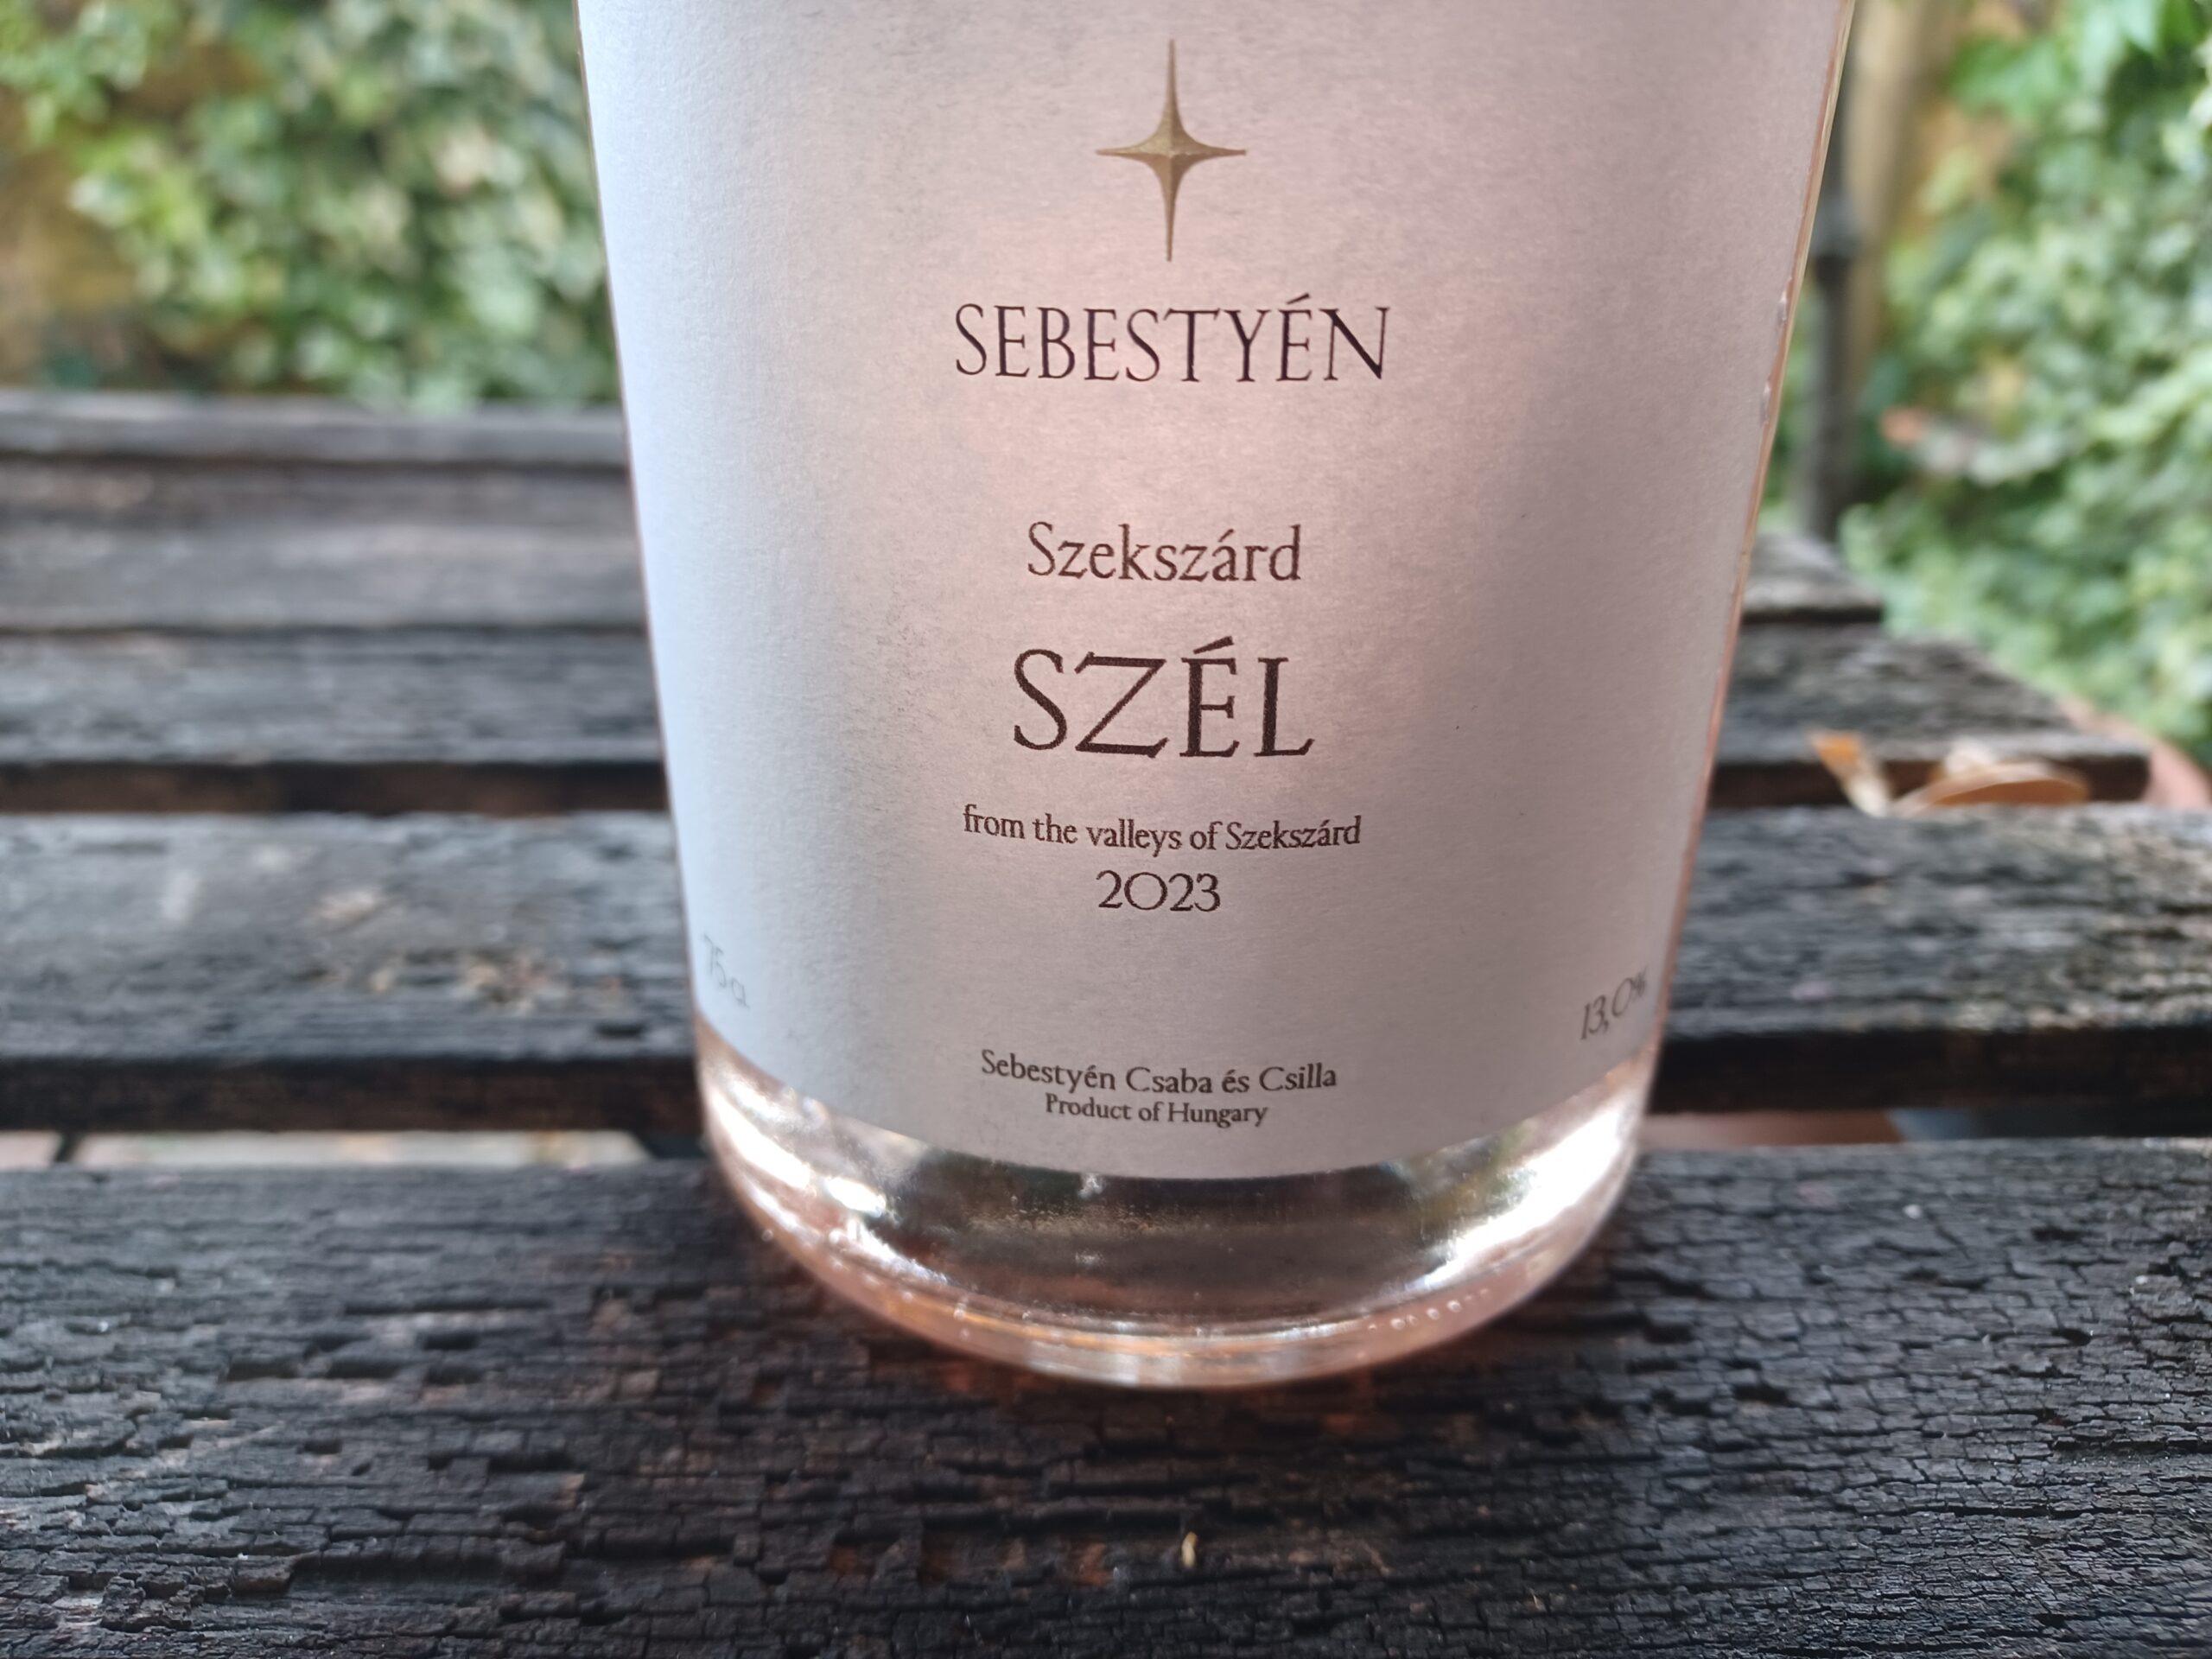 SEBESTYÉN
Szekszárd
SZÉL
from the valleys of Szekszárd
2023
75 cl
13,0%
Sebestyén Csaba és Csilla
Product of Hungary